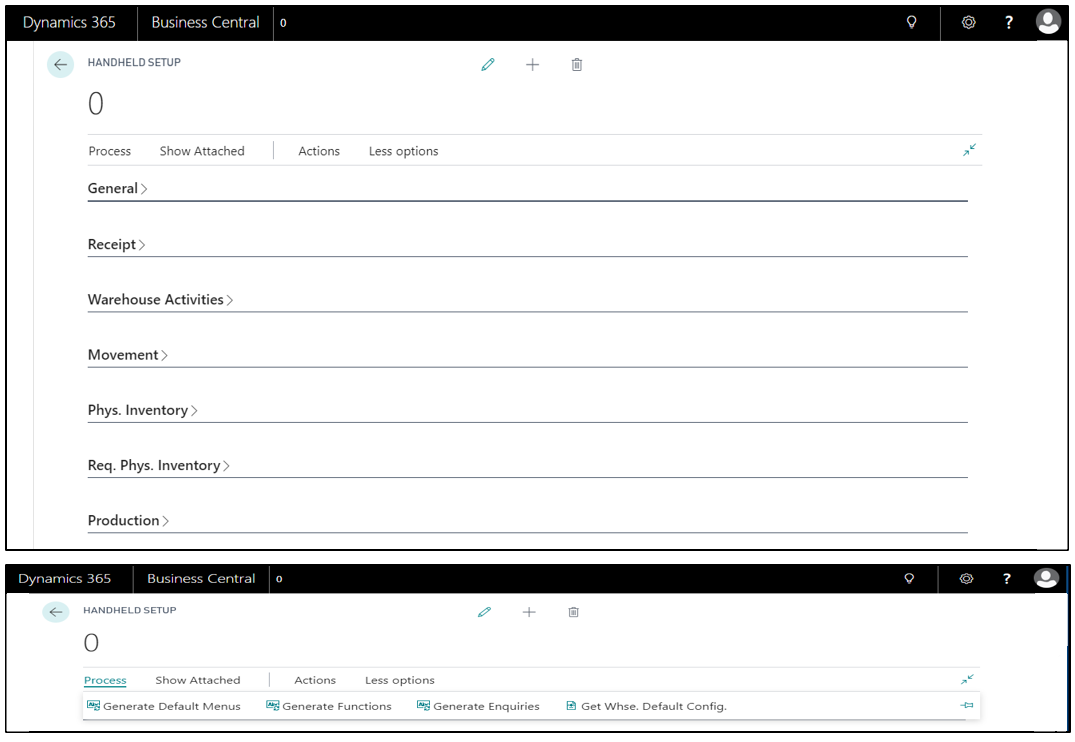 Dynamics 365 Business Central 0 ?
HANDHELD SETUP
0
Process Show Attached Actions Less options
General
Receipt
Warehouse Activities
Movement
Phys. Inventory
Req. Phys. Inventory
Production
Dynamics 365 Business Central 0 ?
HANDHELD SETUP
0
Process Show Attached Actions Less options
Generate Default Menus Generate Functions Generate Enquiries Get Whse. Default Config.